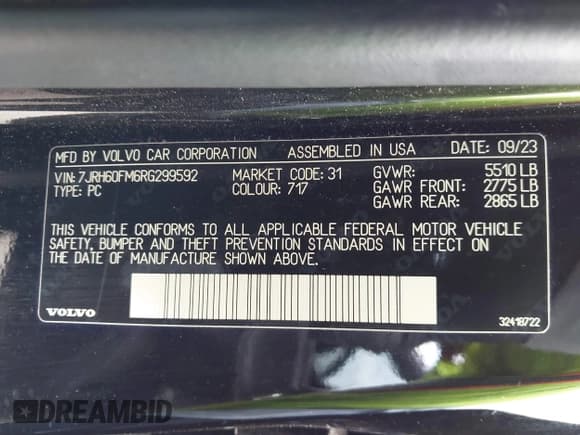 MFD BY VOLVO CAR CORPORATION ASSEMBLED IN USA DATE: 09/23
VIN: 7JRH60FM6RG299592 MARKET CODE: 31 GVWR: 5510 LB
TYPE: PC COLOUR: 717 GAWR FRONT: 2775 LB
GAWR REAR: 2865 LB
THIS VEHICLE CONFORMS TO ALL APPLICABLE FEDERAL MOTOR VEHICLE
SAFETY, BUMPER AND THEFT PREVENTION STANDARDS IN EFFECT ON
THE DATE OF MANUFACTURE SHOWN ABOVE.
VOLVO 32418722
DREAMBID